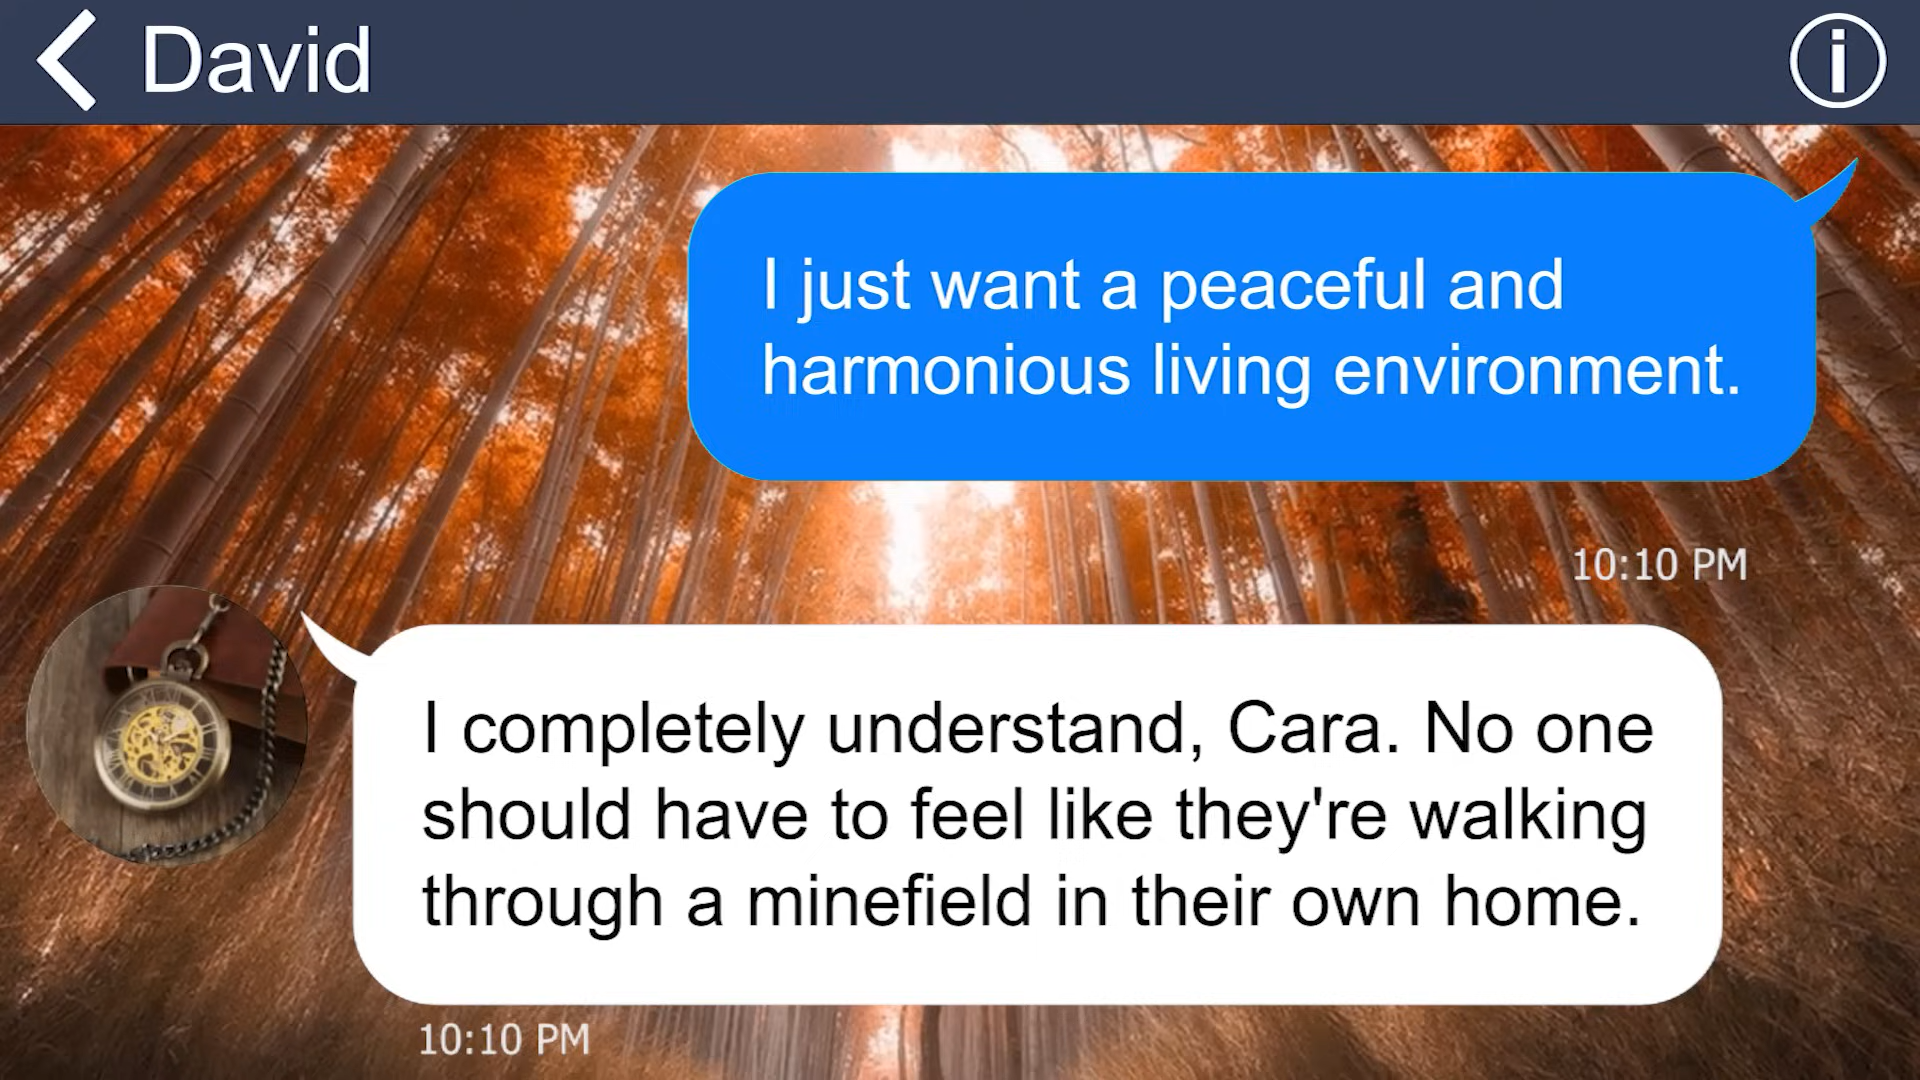 David
I just want a peaceful and
harmonious living environment.
10:10 PM
I completely understand, Cara. No one
should have to feel like they're walking
through a minefield in their own home.
10:10 PM